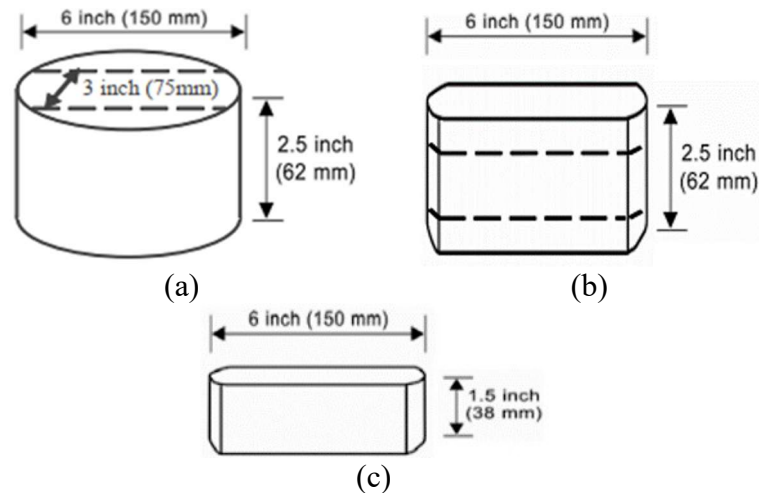 6 inch (150 mm)
3 inch (75mm)
2.5 inch
(62 mm)
(a)
6 inch (150 mm)
2.5 inch
(62 mm)
(b)
6 inch (150 mm)
1.5 inch
(38 mm)
(c)